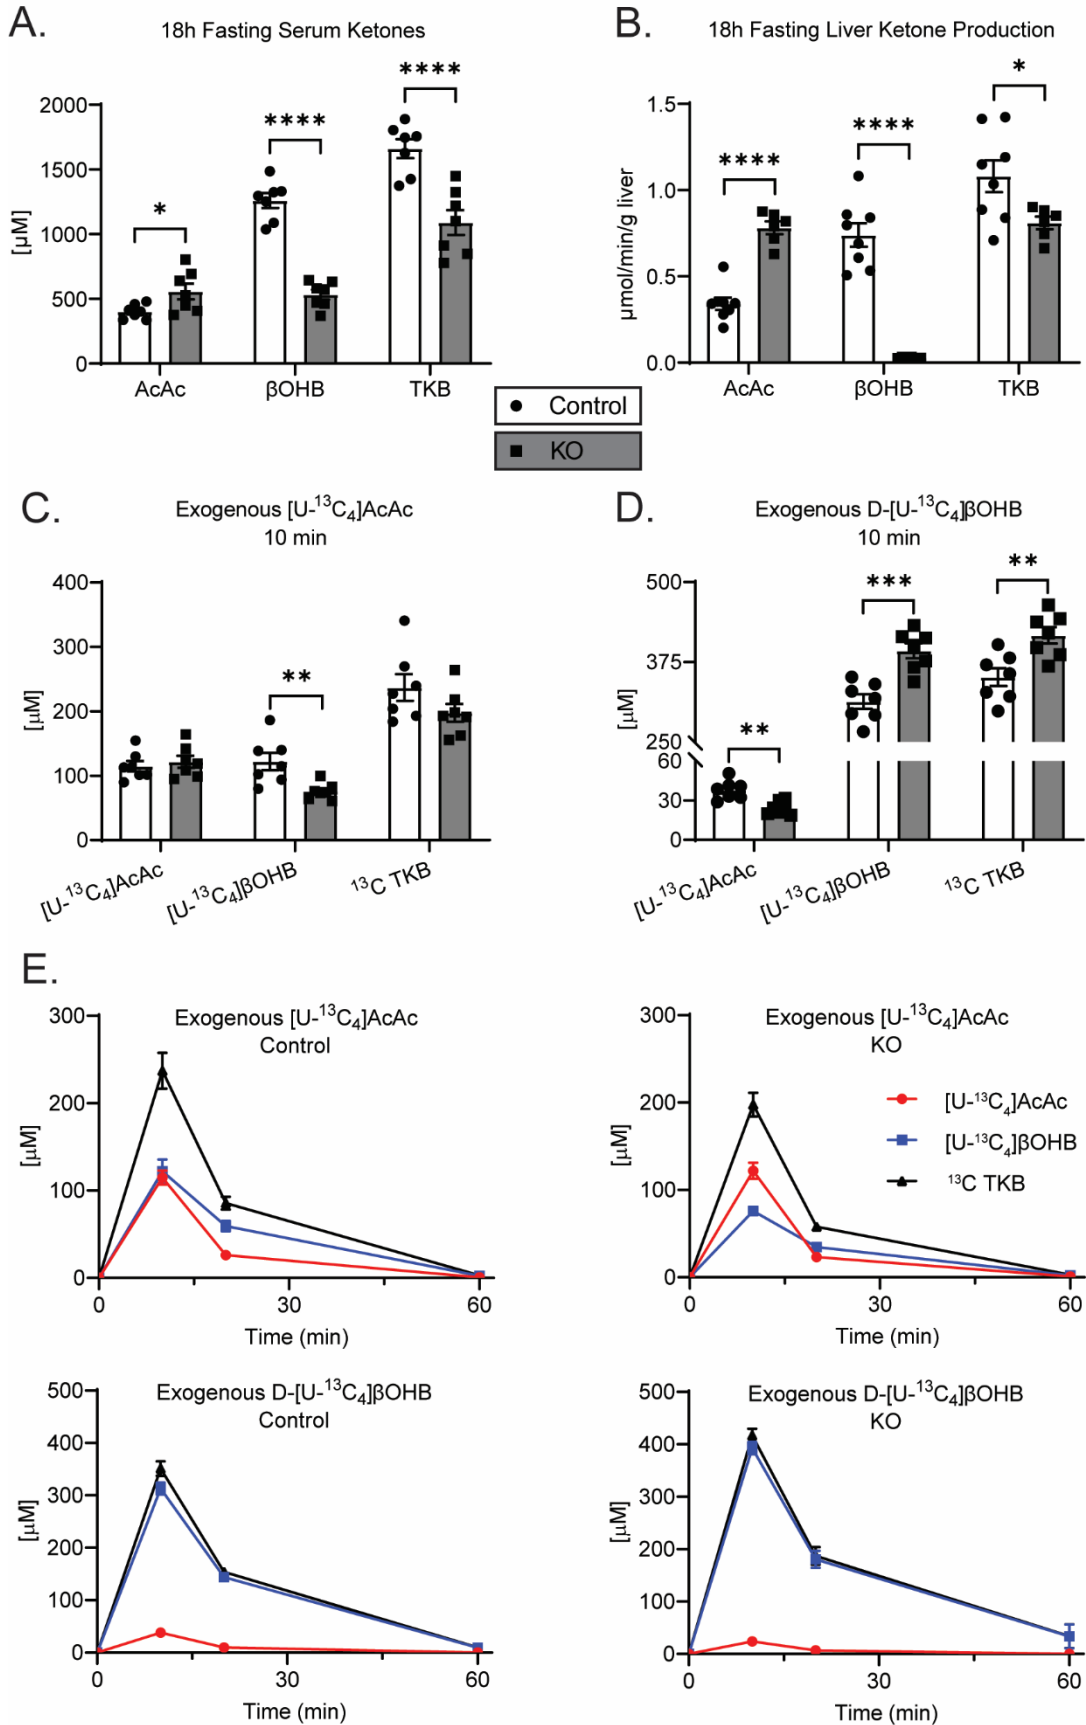 A.
18h Fasting Serum Ketones
[µM]
2000
1500
1000
500
0
*
****
****
AcAc
βOHB
TKB
B.
18h Fasting Liver Ketone Production
µmol/min/g liver
1.5
1.0
0.5
0.0
****
****
*
AcAc
βOHB
TKB
Control
KO
C.
Exogenous [U-¹³C₄]AcAc
10 min
[µM]
400
300
200
100
0
**
[U-¹³C₄]AcAc
[U-¹³C₄]βOHB
¹³C TKB
D.
Exogenous D-[U-¹³C₄]βOHB
10 min
[µM]
500
375
250
60
30
0
**
***
**
[U-¹³C₄]AcAc
[U-¹³C₄]βOHB
¹³C TKB
E.
Exogenous [U-¹³C₄]AcAc
Control
[µM]
300
200
100
0
0
30
60
Time (min)
Exogenous [U-¹³C₄]AcAc
KO
[µM]
300
200
100
0
[U-¹³C₄]AcAc
[U-¹³C₄]βOHB
¹³C TKB
0
30
60
Time (min)
Exogenous D-[U-¹³C₄]βOHB
Control
[µM]
500
400
300
200
100
0
0
30
60
Time (min)
Exogenous D-[U-¹³C₄]βOHB
KO
[µM]
500
400
300
200
100
0
0
30
60
Time (min)